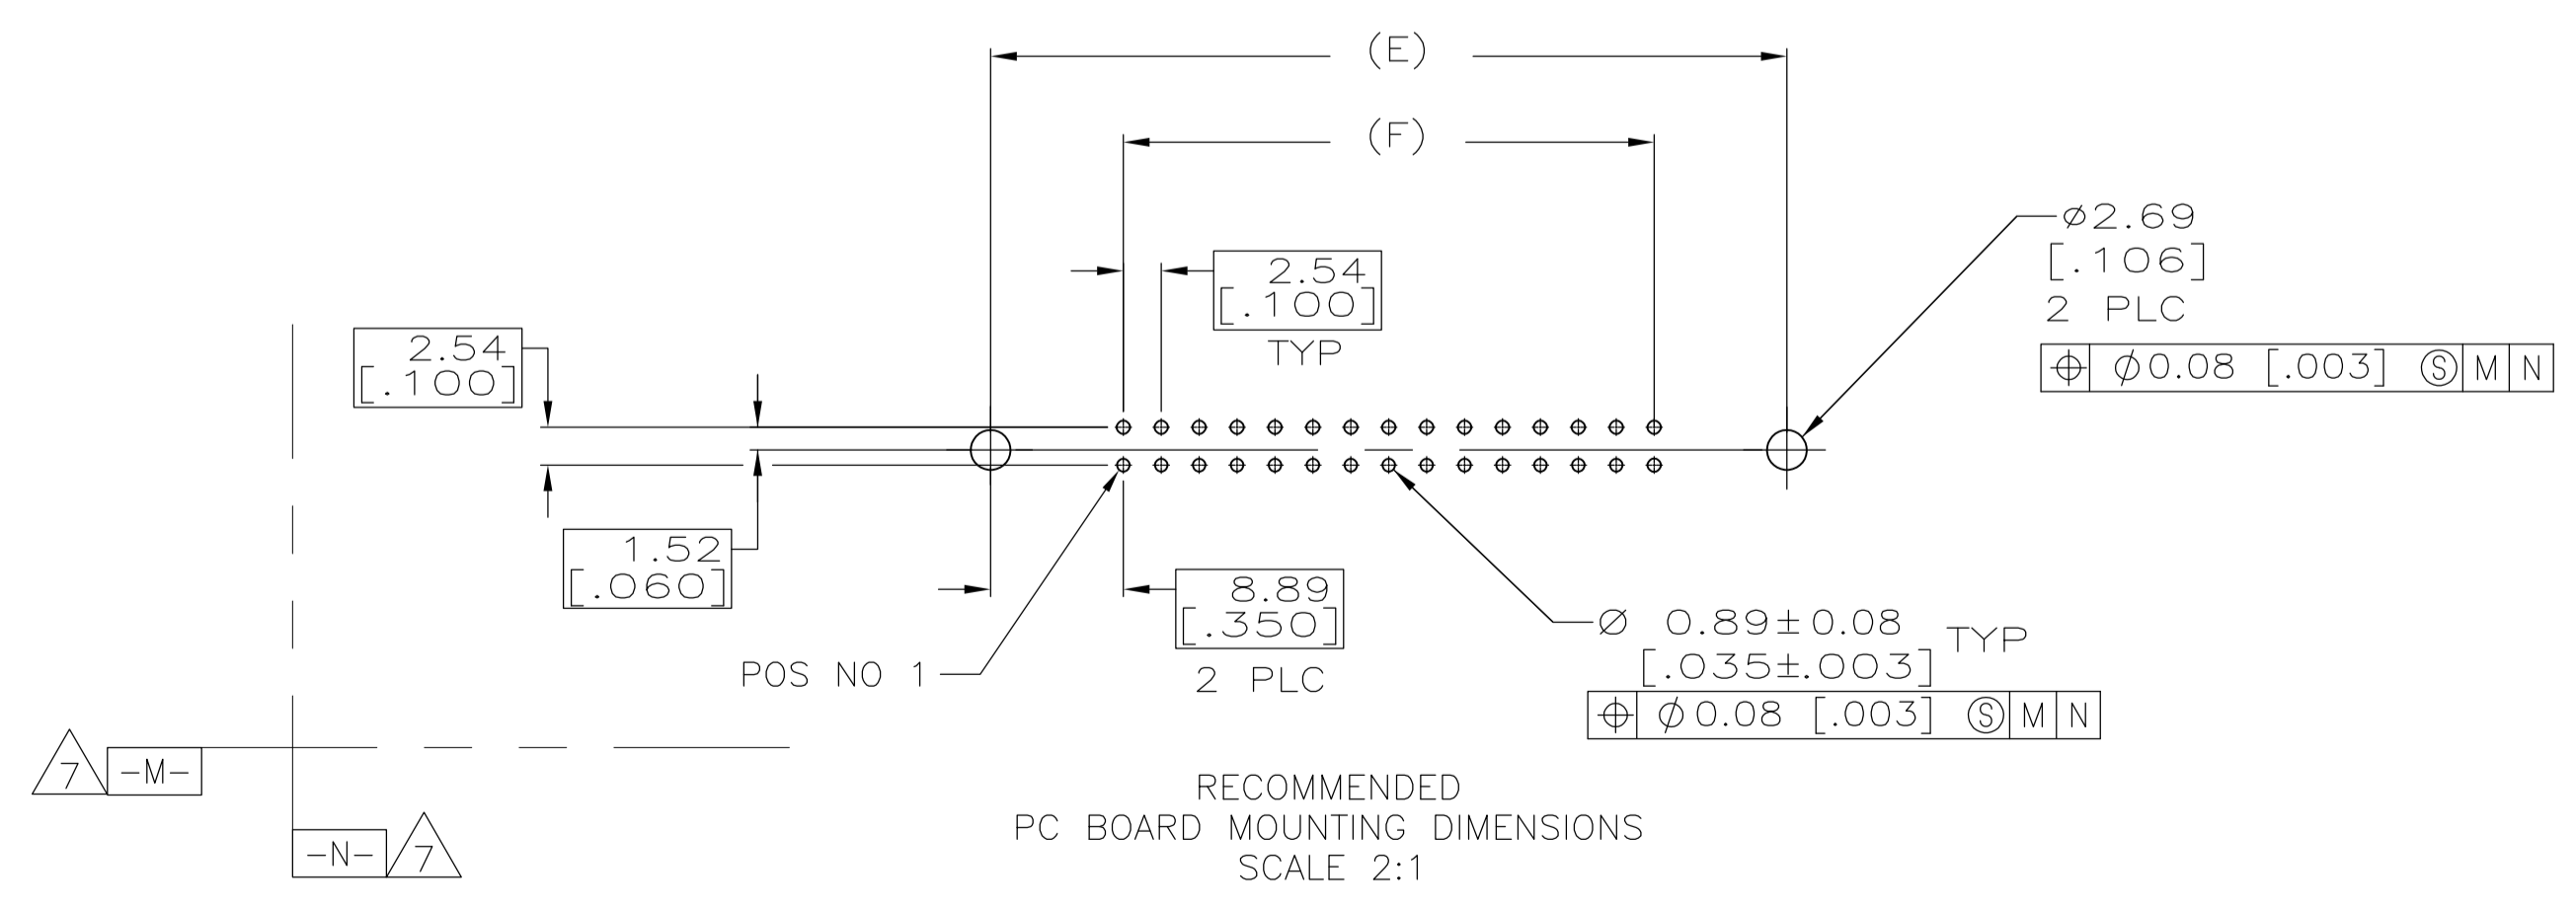 (E)
(F)
⌀2.69
[.106]
2 PLC
⌖ ⌀0.08 [.003] Ⓢ M N
2.54
[.100]
TYP
2.54
[.100]
1.52
[.060]
8.89
[.350]
2 PLC
POS NO 1
⌀ 0.89±0.08
[.035±.003]
TYP
⌖ ⌀0.08 [.003] Ⓢ M N
7
-M-
-N-
7
RECOMMENDED
PC BOARD MOUNTING DIMENSIONS
SCALE 2:1